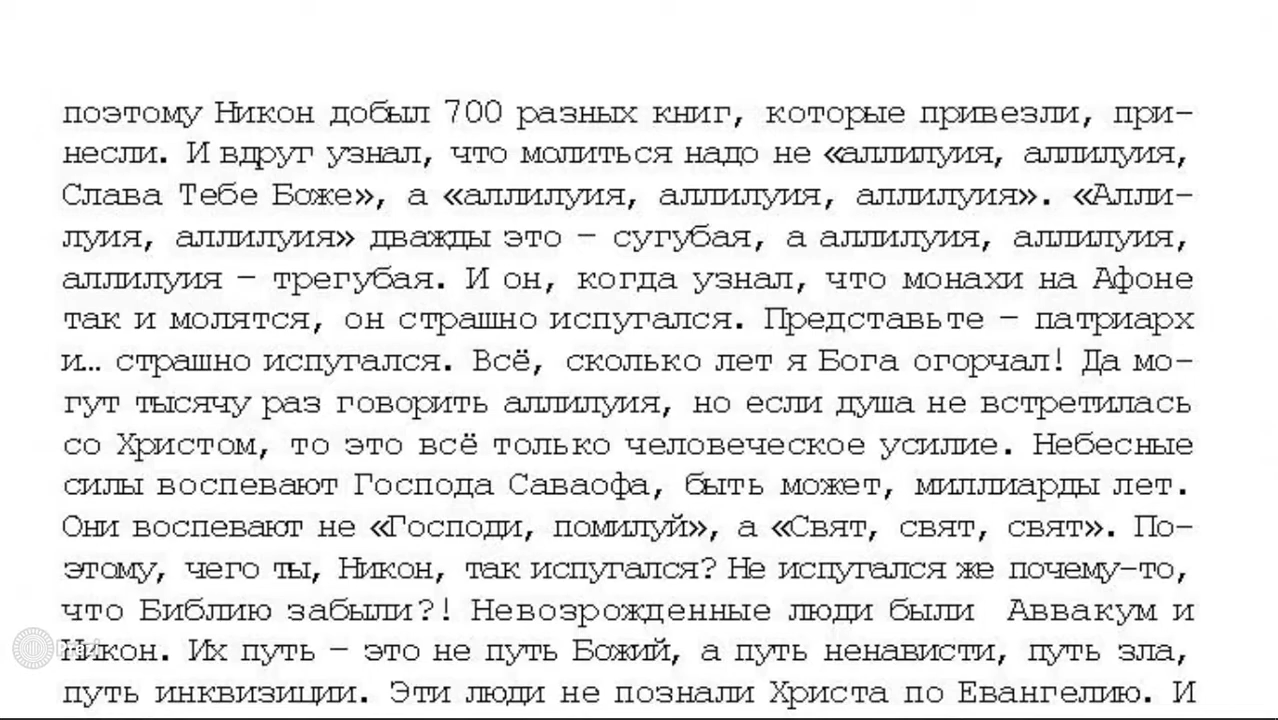 поэтому Никон добыл 700 разных книг, которые привезли, при-
несли. И вдруг узнал, что молиться надо не «аллилуия, аллилуия,
Слава Тебе Боже», а «аллилуия, аллилуия, аллилуия». «Алли-
луия, аллилуия» дважды это – сугубая, а аллилуия, аллилуия,
аллилуия – трегубая. И он, когда узнал, что монахи на Афоне
так и молятся, он страшно испугался. Представьте – патриарх
и… страшно испугался. Всё, сколько лет я Бога огорчал! Да мо-
гут тысячу раз говорить аллилуия, но если душа не встретилась
со Христом, то это всё только человеческое усилие. Небесные
силы воспевают Господа Саваофа, быть может, миллиарды лет.
Они воспевают не «Господи, помилуй», а «Свят, свят, свят». По-
этому, чего ты, Никон, так испугался? Не испугался же почему-то,
что Библию забыли?! Невозрожденные люди были Аввакум и
Никон. Их путь – это не путь Божий, а путь ненависти, путь зла,
путь инквизиции. Эти люди не познали Христа по Евангелию. И